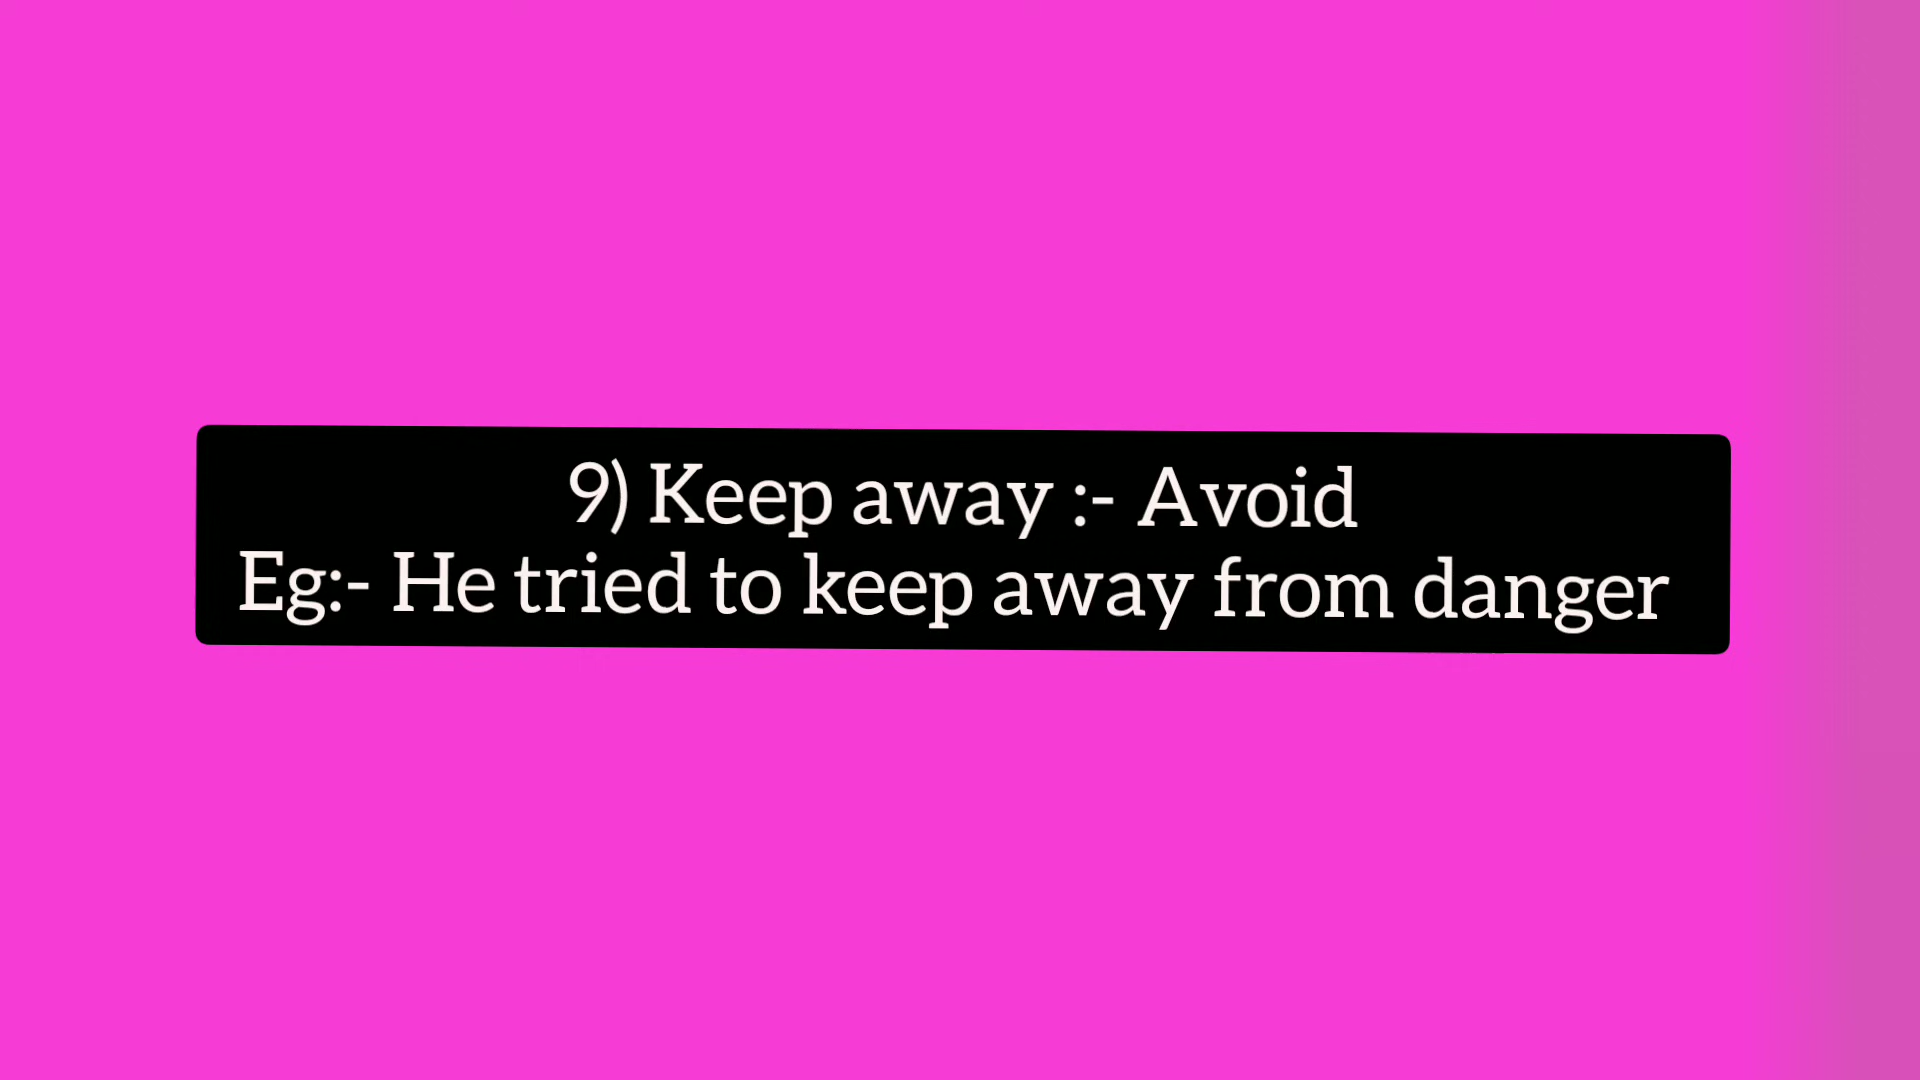 9) Keep away :- Avoid
Eg:- He tried to keep away from danger